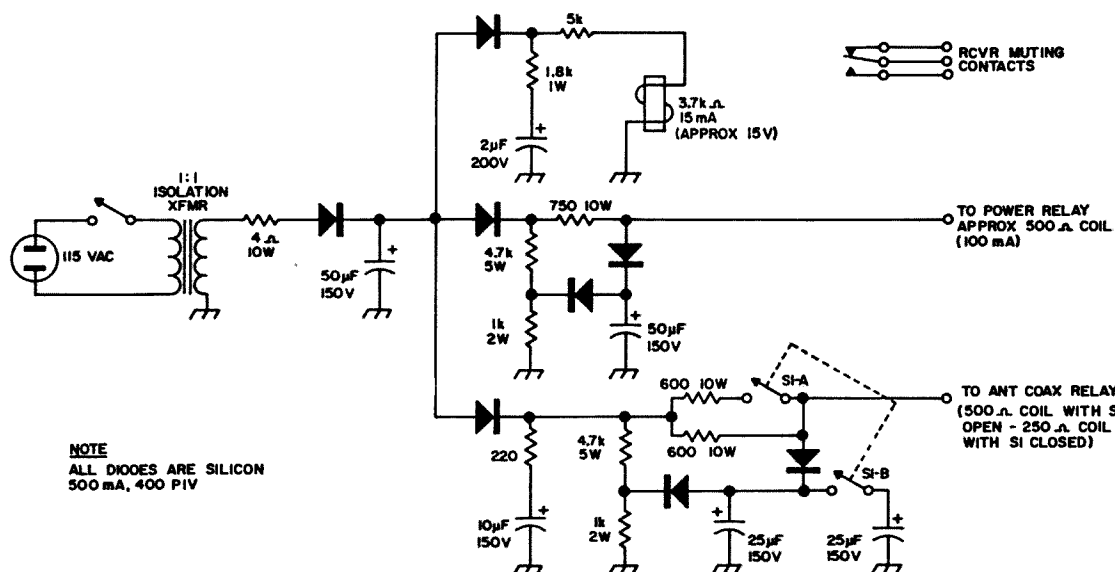 5k
1.8k
1W
2µF
200V
3.7k Ω
15mA
(APPROX 15V)
RCVR MUTING
CONTACTS
1:1
ISOLATION
XFMR
115 VAC
4 Ω
10W
50µF
150V
750 10W
4.7k
5W
1k
2W
50µF
150V
TO POWER RELAY
APPROX 500 Ω COIL
(100 mA)
600 10W
S1-A
600 10W
TO ANT COAX RELAY
(500 Ω COIL WITH S
OPEN - 250 Ω COIL
WITH S1 CLOSED)
220
4.7k
5W
S1-B
10µF
150V
1k
2W
25µF
150V
25µF
150V
NOTE
ALL DIODES ARE SILICON
500 mA, 400 PIV